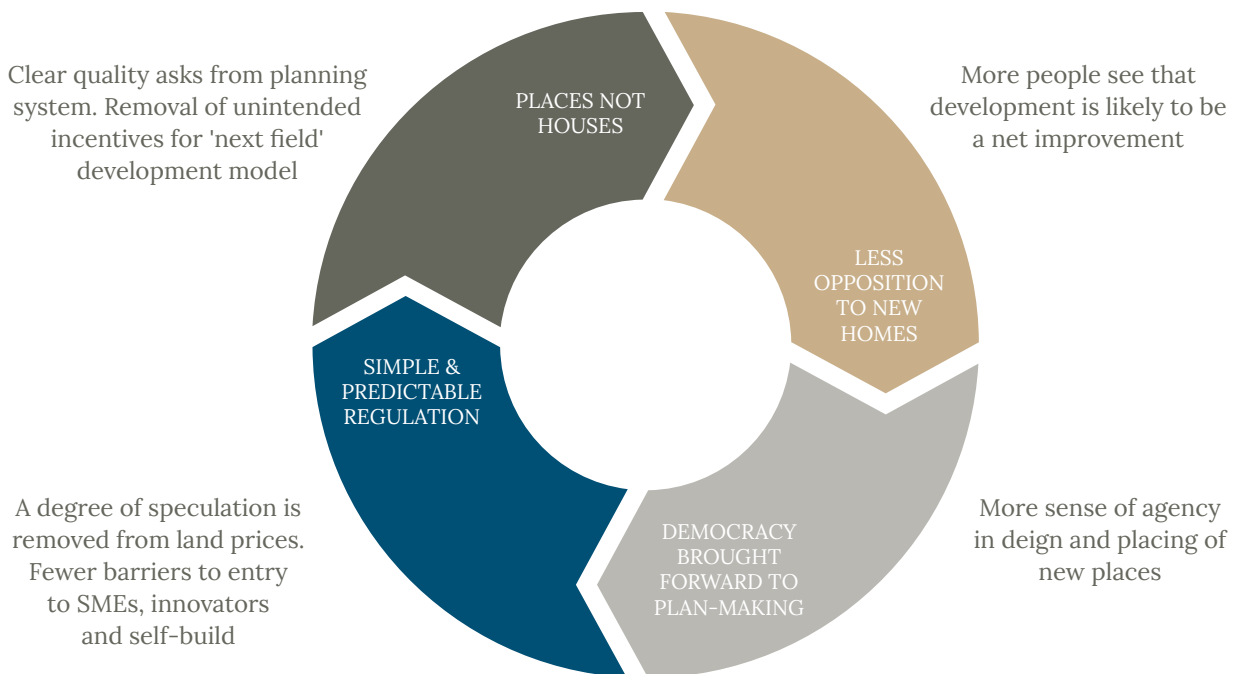 Clear quality asks from planning
system. Removal of unintended
incentives for 'next field'
development model
PLACES NOT
HOUSES
More people see that
development is likely to be
a net improvement
LESS
OPPOSITION
TO NEW
HOMES
SIMPLE &
PREDICTABLE
REGULATION
A degree of speculation is
removed from land prices.
Fewer barriers to entry
to SMEs, innovators
and self-build
DEMOCRACY
BROUGHT
FORWARD TO
PLAN-MAKING
More sense of agency
in deign and placing of
new places